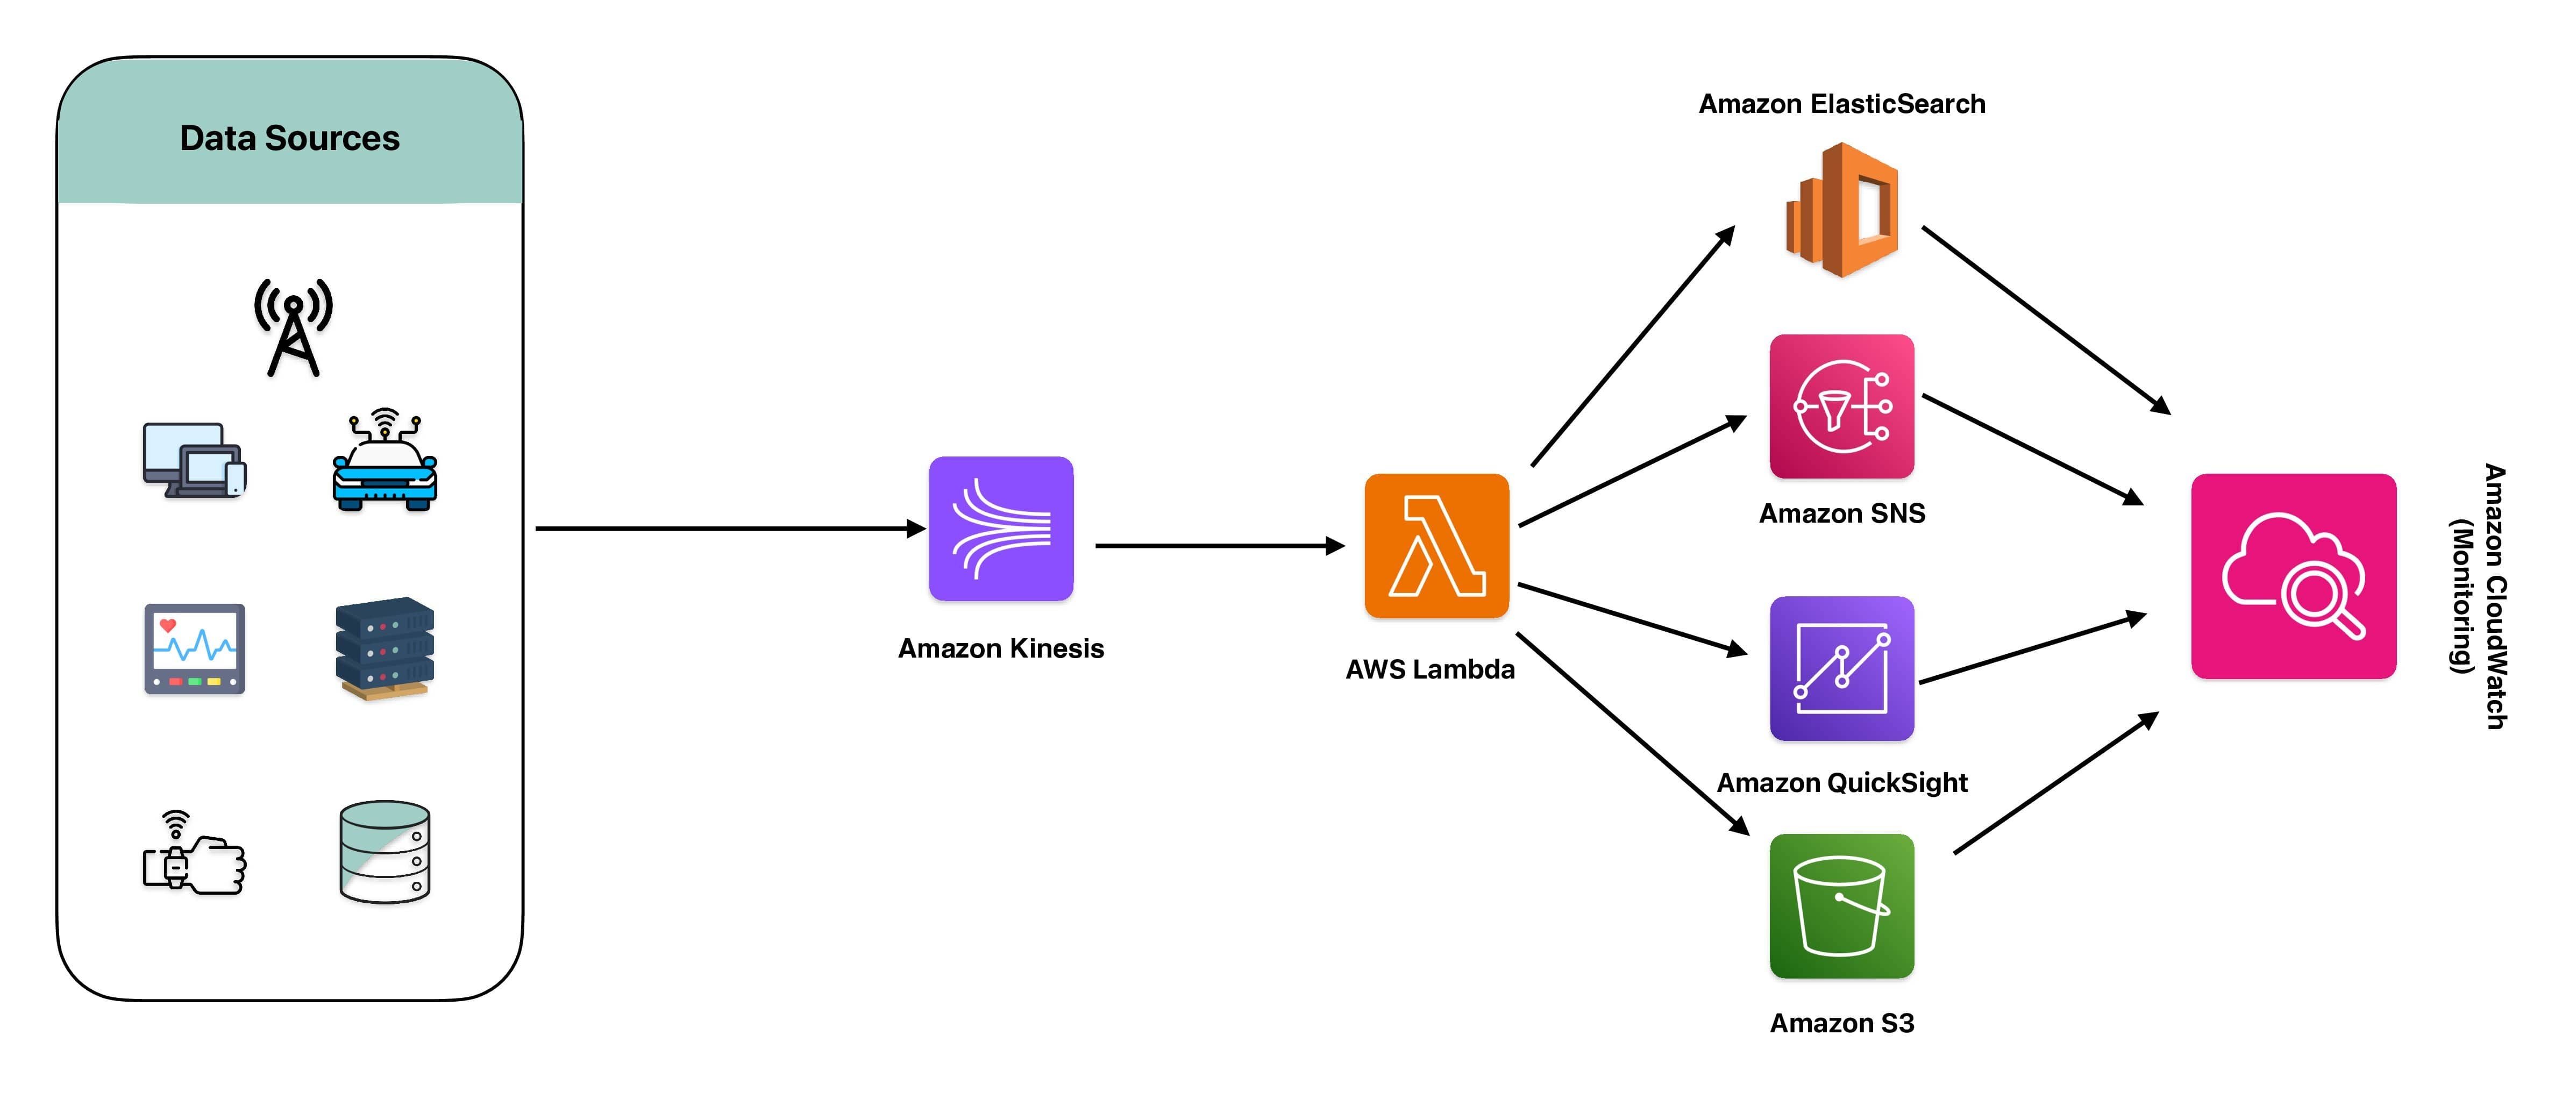 Data Sources
Amazon Kinesis
AWS Lambda
Amazon ElasticSearch
Amazon SNS
Amazon QuickSight
Amazon S3
Amazon CloudWatch
(Monitoring)